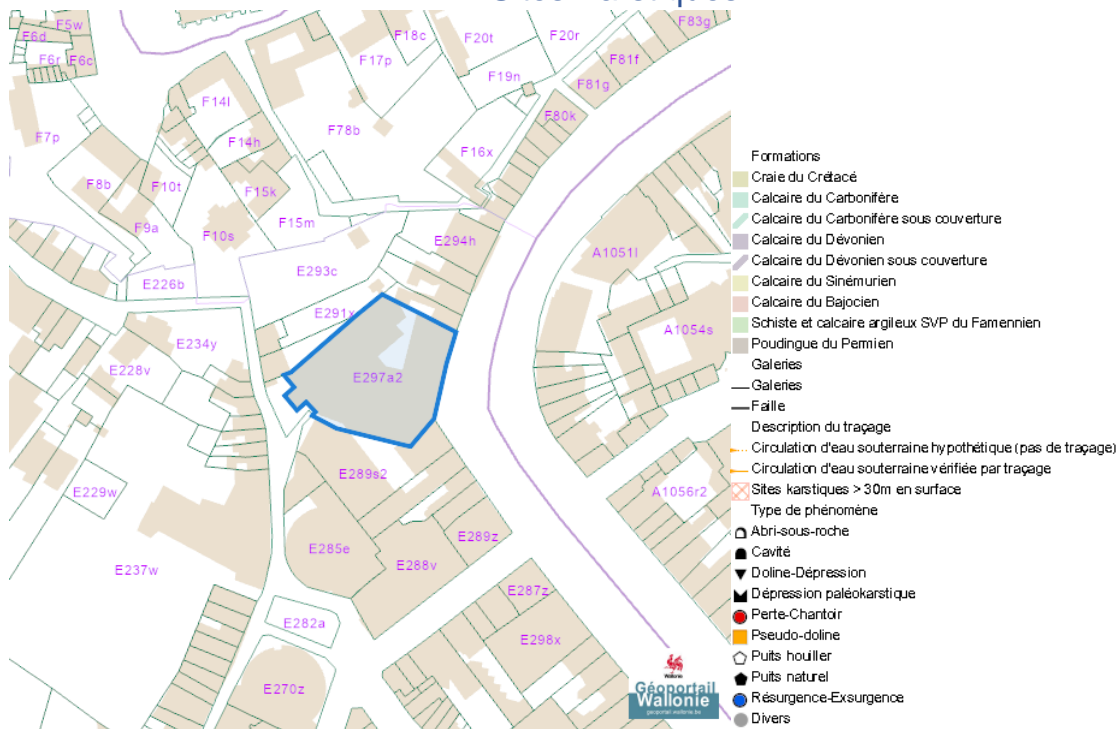 F5w
F6d
F6r
F6c
F7p
F8b
F10t
F9a
F10s
F14l
F14h
F15k
F15m
F17p
F18c
F20t
F20r
F19n
F78b
F16x
F83g
F81f
F81g
F80k
E226b
E293c
E294h
E291x
A1051l
A1054s
E234y
E228v
E297a2
E229w
E289s2
A1056r2
E237w
E285e
E289z
E288v
E287z
E282a
E298x
E270z
Wallonie
Géoportail
Wallonie
geoportail.wallonie.be
Formations
Craie du Crétacé
Calcaire du Carbonifère
Calcaire du Carbonifère sous couverture
Calcaire du Dévonien
Calcaire du Dévonien sous couverture
Calcaire du Sinémurien
Calcaire du Bajocien
Schiste et calcaire argileux SVP du Famennien
Poudingue du Permien
Galeries
Galeries
Faille
Description du traçage
Circulation d'eau souterraine hypothétique (pas de traçage)
Circulation d'eau souterraine vérifiée par traçage
Sites karstiques > 30m en surface
Type de phénomène
Abri-sous-roche
Cavité
Doline-Dépression
Dépression paléokarstique
Perte-Chantoir
Pseudo-doline
Puits houiller
Puits naturel
Résurgence-Exsurgence
Divers